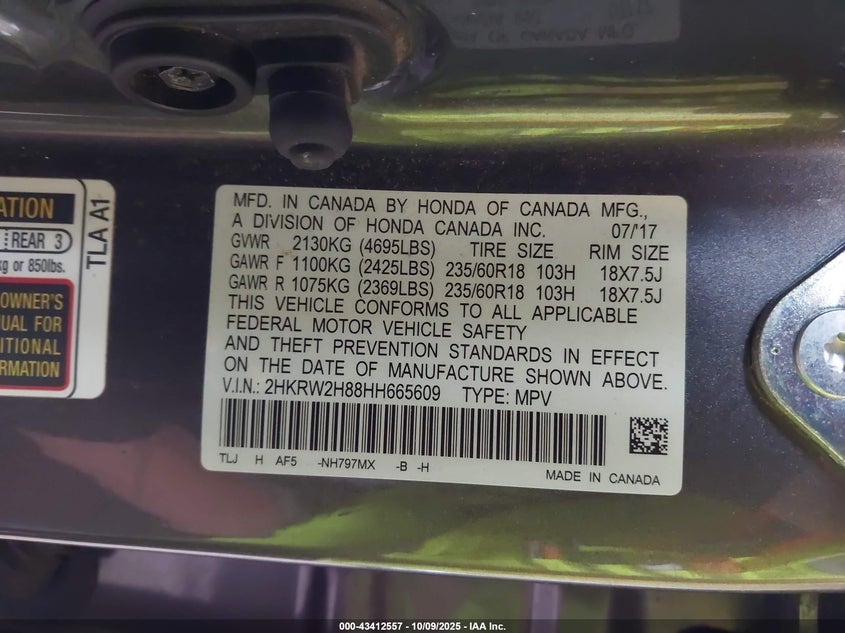 MFD. IN CANADA BY HONDA OF CANADA MFG.,
A DIVISION OF HONDA CANADA INC. 07/'17
GVWR 2130KG (4695LBS) TIRE SIZE RIM SIZE
GAWR F 1100KG (2425LBS) 235/60R18 103H 18X7.5J
GAWR R 1075KG (2369LBS) 235/60R18 103H 18X7.5J
THIS VEHICLE CONFORMS TO ALL APPLICABLE
FEDERAL MOTOR VEHICLE SAFETY
AND THEFT PREVENTION STANDARDS IN EFFECT
ON THE DATE OF MANUFACTURE SHOWN ABOVE.
V.I.N.: 2HKRW2H88HH665609 TYPE: MPV
TLJ H AF5 -NH797MX -B -H
MADE IN CANADA
REAR 3
kg or 850lbs.
OWNER'S
FOR
TLA A1
000-43412557 - 10/09/2025 - IAA Inc.